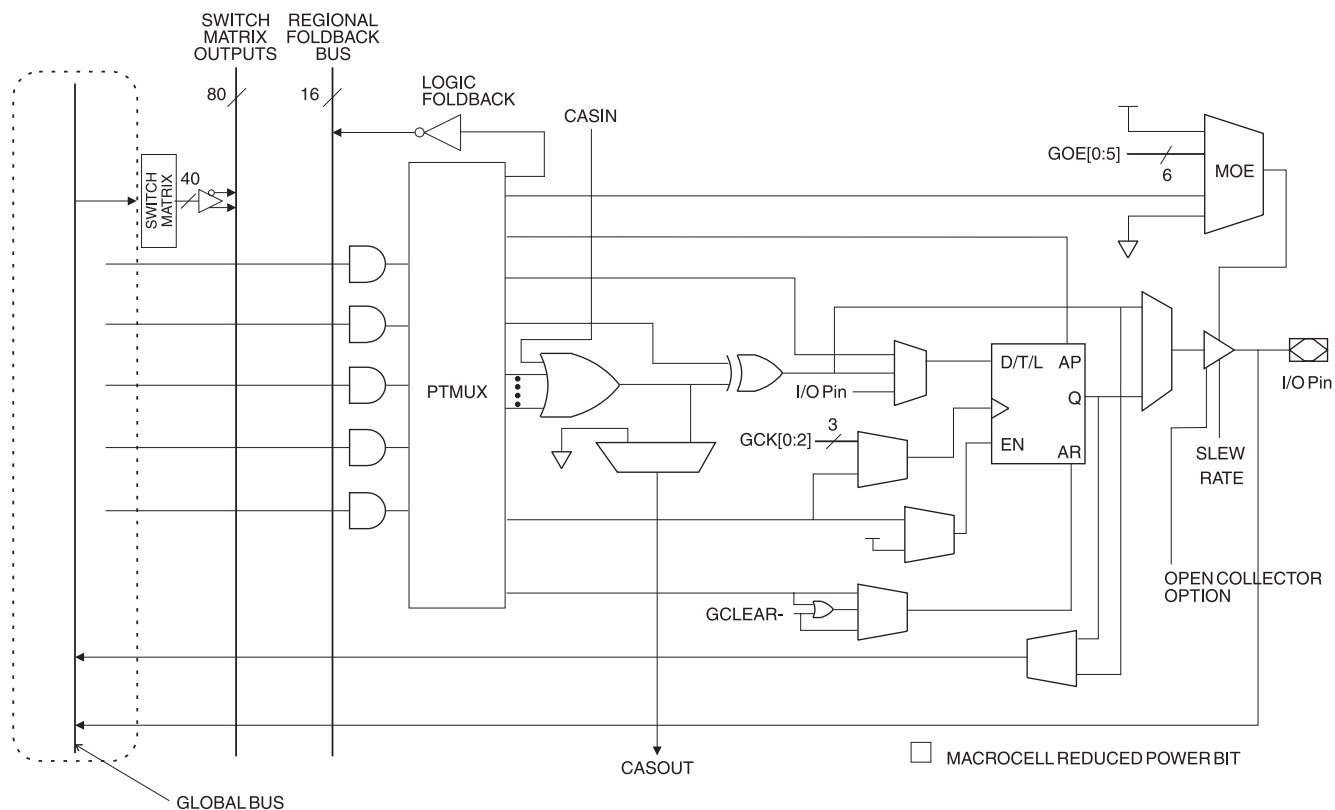 SWITCH
MATRIX
OUTPUTS
REGIONAL
FOLDBACK
BUS
80
16
LOGIC
FOLDBACK
CASIN
GOE[0:5]
6
MOE
SWITCH
MATRIX
40
PTMUX
I/O Pin
D/T/L
AP
Q
EN
AR
GCK[0:2]
3
I/O Pin
SLEW
RATE
OPEN COLLECTOR
OPTION
GCLEAR-
CASOUT
MACROCELL REDUCED POWER BIT
GLOBAL BUS